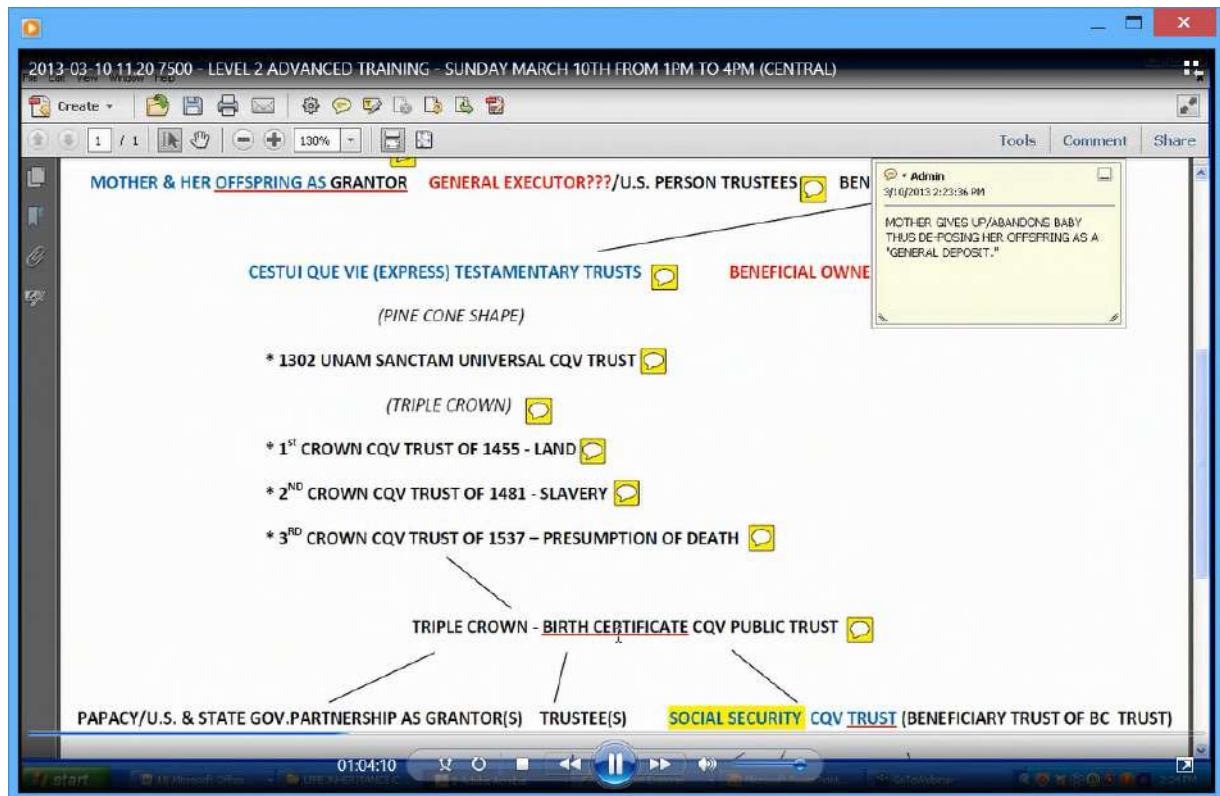 2013-03-10 11.20 7500 - LEVEL 2 ADVANCED TRAINING - SUNDAY MARCH 10TH FROM 1PM TO 4PM (CENTRAL)
Create
1 / 1 130% Tools Comment Share
MOTHER & HER OFFSPRING AS GRANTOR GENERAL EXECUTOR???/U.S. PERSON TRUSTEES BEN
Admin
3/10/2013 2:23:36 PM
MOTHER GIVES UP/ABANDONS BABY
THUS DE-POSING HER OFFSPRING AS A
"GENERAL DEPOSIT."
CESTUI QUE VIE (EXPRESS) TESTAMENTARY TRUSTS BENEFICIAL OWNE
(PINE CONE SHAPE)
* 1302 UNAM SANCTAM UNIVERSAL CQV TRUST
(TRIPLE CROWN)
* 1st CROWN CQV TRUST OF 1455 - LAND
* 2ND CROWN CQV TRUST OF 1481 - SLAVERY
* 3RD CROWN CQV TRUST OF 1537 – PRESUMPTION OF DEATH
TRIPLE CROWN - BIRTH CERTIFICATE CQV PUBLIC TRUST
PAPACY/U.S. & STATE GOV.PARTNERSHIP AS GRANTOR(S) TRUSTEE(S) SOCIAL SECURITY CQV TRUST (BENEFICIARY TRUST OF BC TRUST)
01:04:10
start